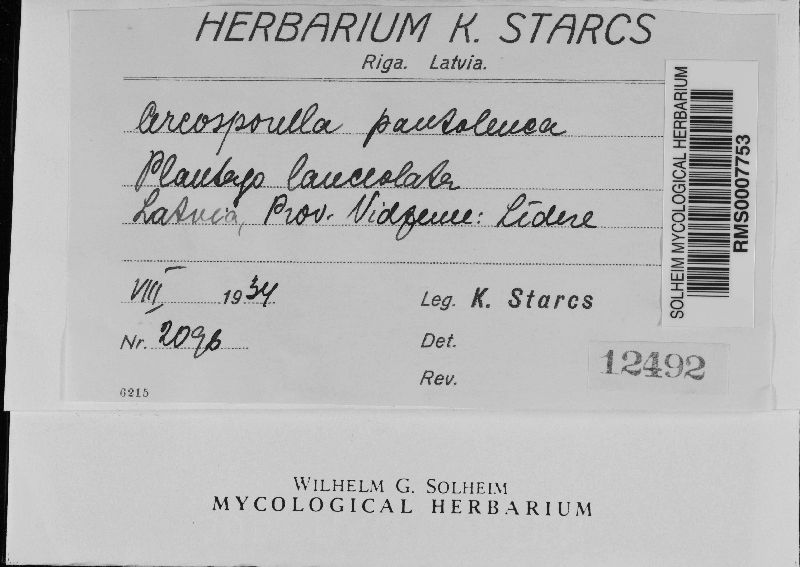 HERBARIUM K. STARCS
Riga. Latvia.
Cercosporella pantoleuca
Plantago lanceolata
Latvia, Prov. Vidzeme: Līdere
VIII 1934
Leg. K. Starcs
Nr. 2096
Det.
Rev.
12492
6215
SOLHEIM MYCOLOGICAL HERBARIUM
RMS0007753
WILHELM G. SOLHEIM
MYCOLOGICAL HERBARIUM